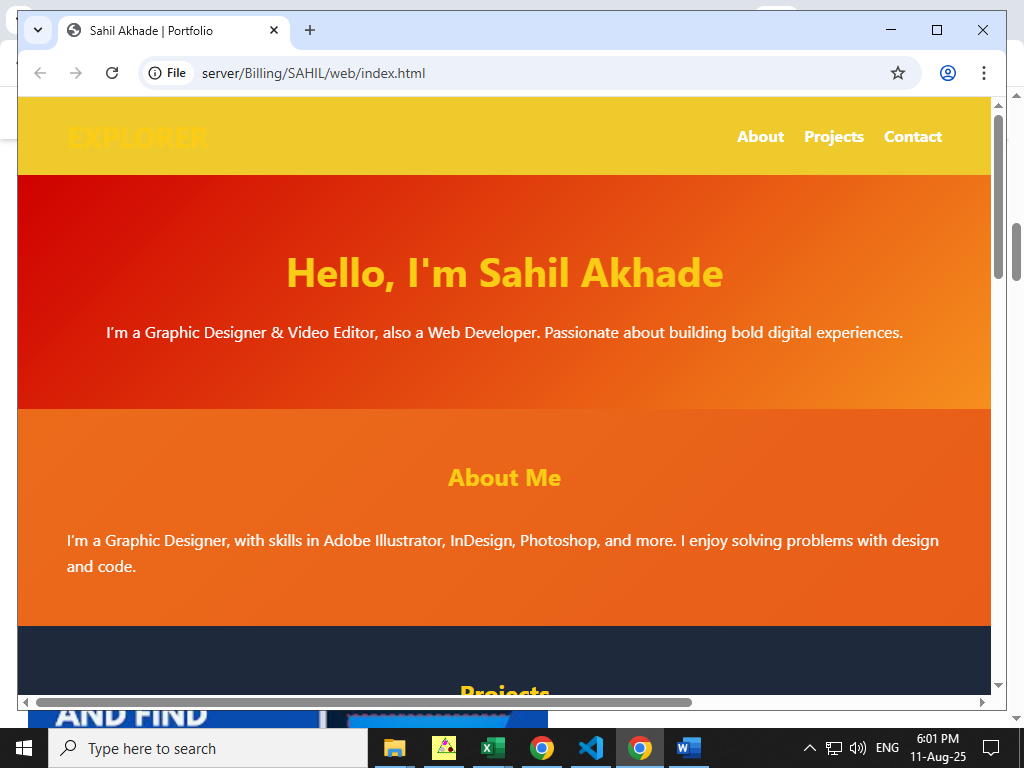 Sahil Akhade | Portfolio
File
server/Billing/SAHIL/web/index.html
EXPLORER
About Projects Contact
Hello, I'm Sahil Akhade
I’m a Graphic Designer & Video Editor, also a Web Developer. Passionate about building bold digital experiences.
About Me
I’m a Graphic Designer, with skills in Adobe Illustrator, InDesign, Photoshop, and more. I enjoy solving problems with design
and code.
Projects
AND FIND
Type here to search
ENG
6:01 PM
11-Aug-25